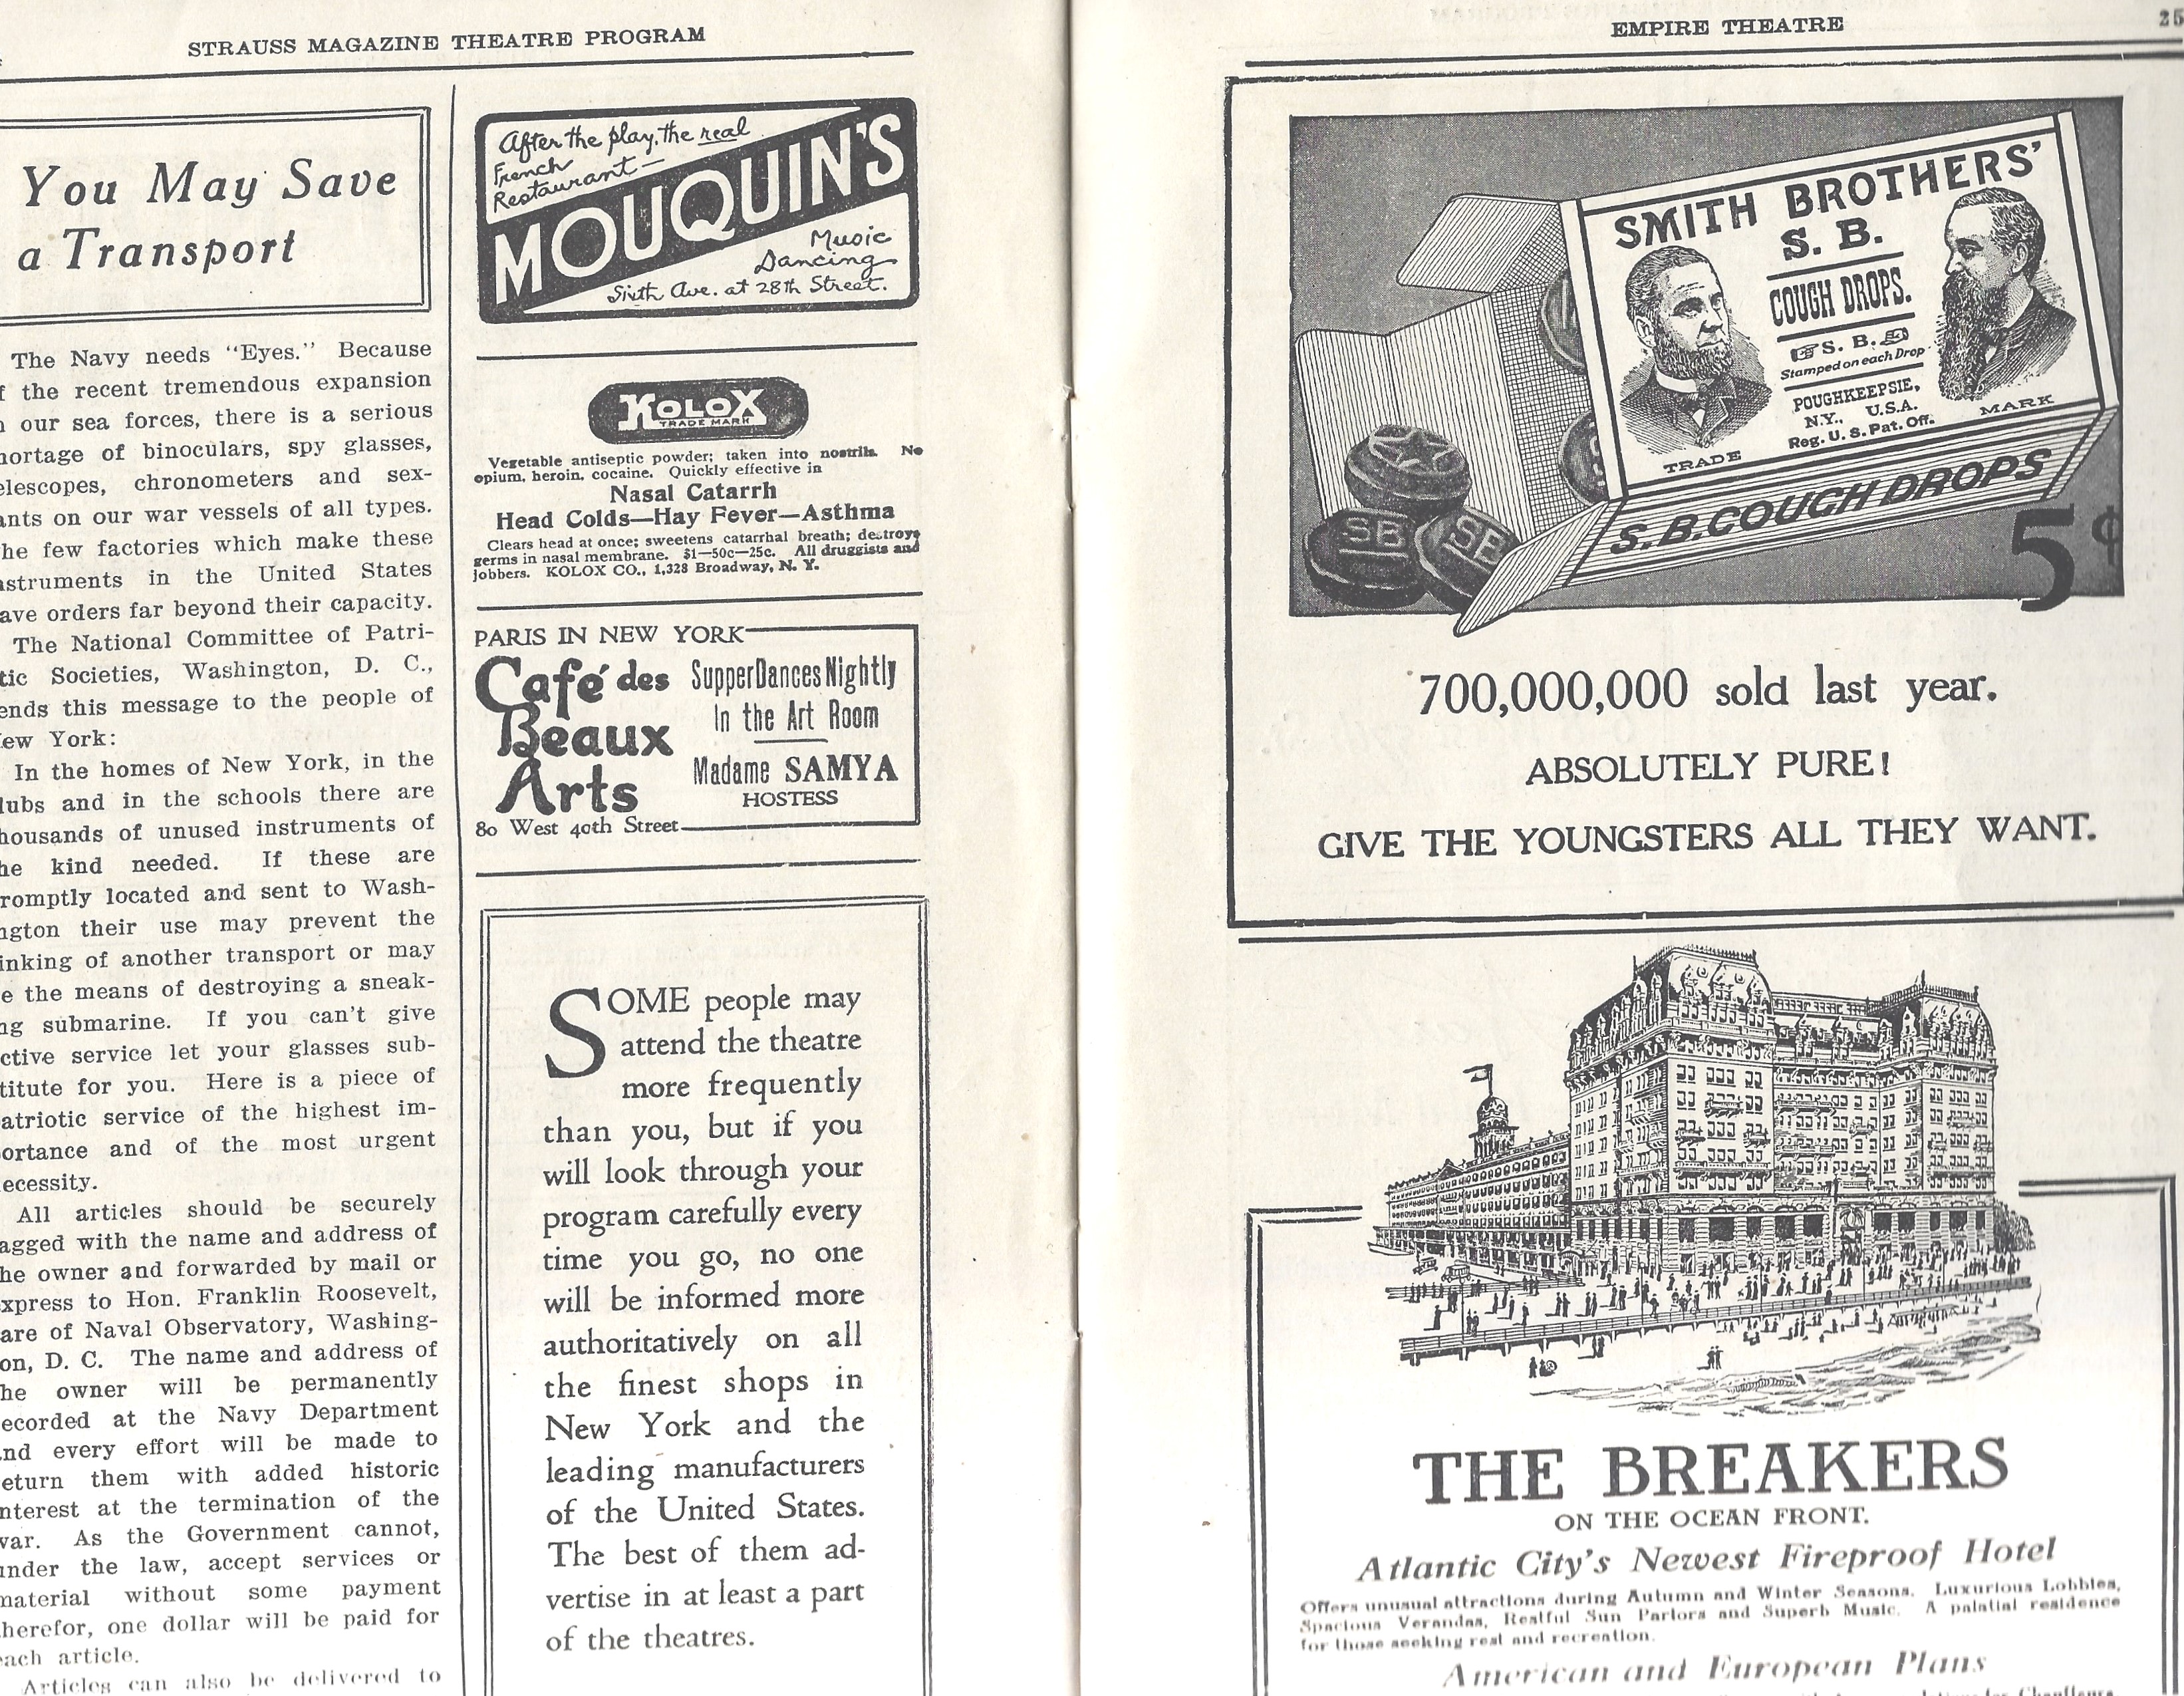 STRAUSS MAGAZINE THEATRE PROGRAM
You May Save
a Transport
The Navy needs "Eyes." Because
f the recent tremendous expansion
n our sea forces, there is a serious
hortage of binoculars, spy glasses,
elescopes, chronometers and sex-
ants on our war vessels of all types.
he few factories which make these
nstruments in the United States
ave orders far beyond their capacity.
The National Committee of Patri-
tic Societies, Washington, D. C.,
ends this message to the people of
ew York:
In the homes of New York, in the
lubs and in the schools there are
housands of unused instruments of
he kind needed. If these are
romptly located and sent to Wash-
ngton their use may prevent the
inking of another transport or may
e the means of destroying a sneak-
ng submarine. If you can't give
ctive service let your glasses sub-
titute for you. Here is a piece of
atriotic service of the highest im-
ortance and of the most urgent
ecessity.
All articles should be securely
agged with the name and address of
he owner and forwarded by mail or
xpress to Hon. Franklin Roosevelt,
are of Naval Observatory, Washing-
on, D. C. The name and address of
he owner will be permanently
ecorded at the Navy Department
nd every effort will be made to
eturn them with added historic
nterest at the termination of the
war. As the Government cannot,
under the law, accept services or
material without some payment
therefor, one dollar will be paid for
each article.
Articles can also be delivered to
After the play, the real
French
Restaurant—
MOUQUIN'S
Music
Dancing
Sixth Ave. at 28th Street.
KOLOX
TRADE MARK
Vegetable antiseptic powder; taken into nostrils. No
opium, heroin, cocaine. Quickly effective in
Nasal Catarrh
Head Colds—Hay Fever—Asthma
Clears head at once; sweetens catarrhal breath; destroys
germs in nasal membrane. $1—50c—25c. All druggists and
jobbers. KOLOX CO., 1,328 Broadway, N. Y.
PARIS IN NEW YORK
Café des
Beaux
Arts
80 West 40th Street
Supper Dances Nightly
In the Art Room
Madame SAMYA
HOSTESS
SOME people may
attend the theatre
more frequently
than you, but if you
will look through your
program carefully every
time you go, no one
will be informed more
authoritatively on all
the finest shops in
New York and the
leading manufacturers
of the United States.
The best of them ad-
vertise in at least a part
of the theatres.
EMPIRE THEATRE
25
SMITH BROTHERS'
S. B.
COUGH DROPS.
S. B.
Stamped on each Drop
POUGHKEEPSIE,
N.Y., U.S.A.
Reg. U. S. Pat. Off.
TRADE MARK
S.B. COUGH DROPS
SB
SB
5¢
700,000,000 sold last year.
ABSOLUTELY PURE!
GIVE THE YOUNGSTERS ALL THEY WANT.
THE BREAKERS
ON THE OCEAN FRONT.
Atlantic City's Newest Fireproof Hotel
Offers unusual attractions during Autumn and Winter Seasons. Luxurious Lobbies,
Spacious Verandas, Restful Sun Parlors and Superb Music. A palatial residence
for those seeking rest and recreation.
American and European Plans